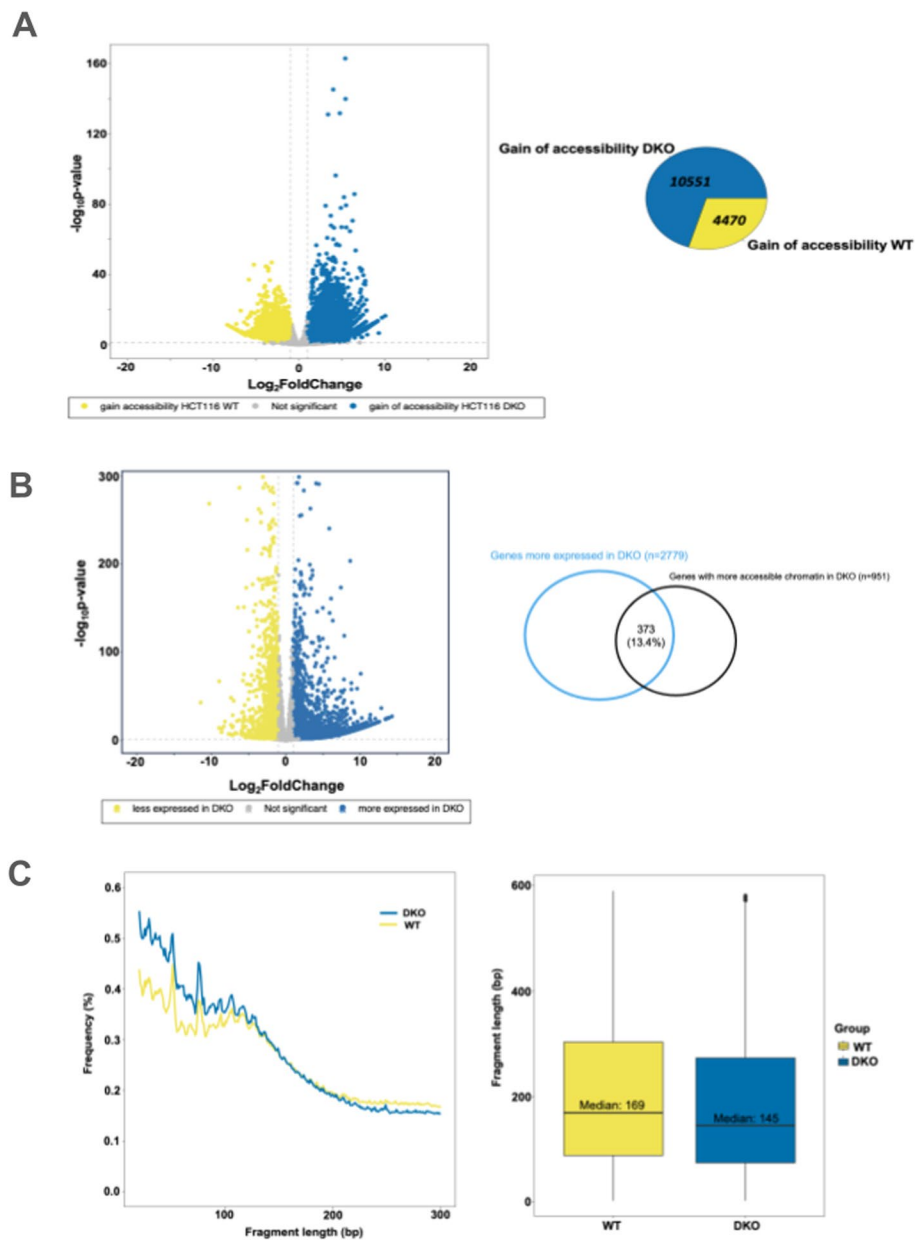 A
160
120
80
40
0
-log10p-value
-20
-10
0
10
20
Log2FoldChange
gain accessibility HCT116 WT
Not significant
gain of accessibility HCT116 DKO
Gain of accessibility DKO
10551
4470
Gain of accessibility WT
B
300
200
100
0
-log10p-value
-20
-10
0
10
20
Log2FoldChange
less expressed in DKO
Not significant
more expressed in DKO
Genes more expressed in DKO (n=2779)
Genes with more accessible chromatin in DKO (n=951)
373
(13.4%)
C
0.6
0.5
0.4
0.3
0.2
0.1
0.0
Frequency (%)
DKO
WT
100
200
300
Fragment length (bp)
600
400
200
0
Fragment length (bp)
Median: 169
Median: 145
WT
DKO
Group
WT
DKO